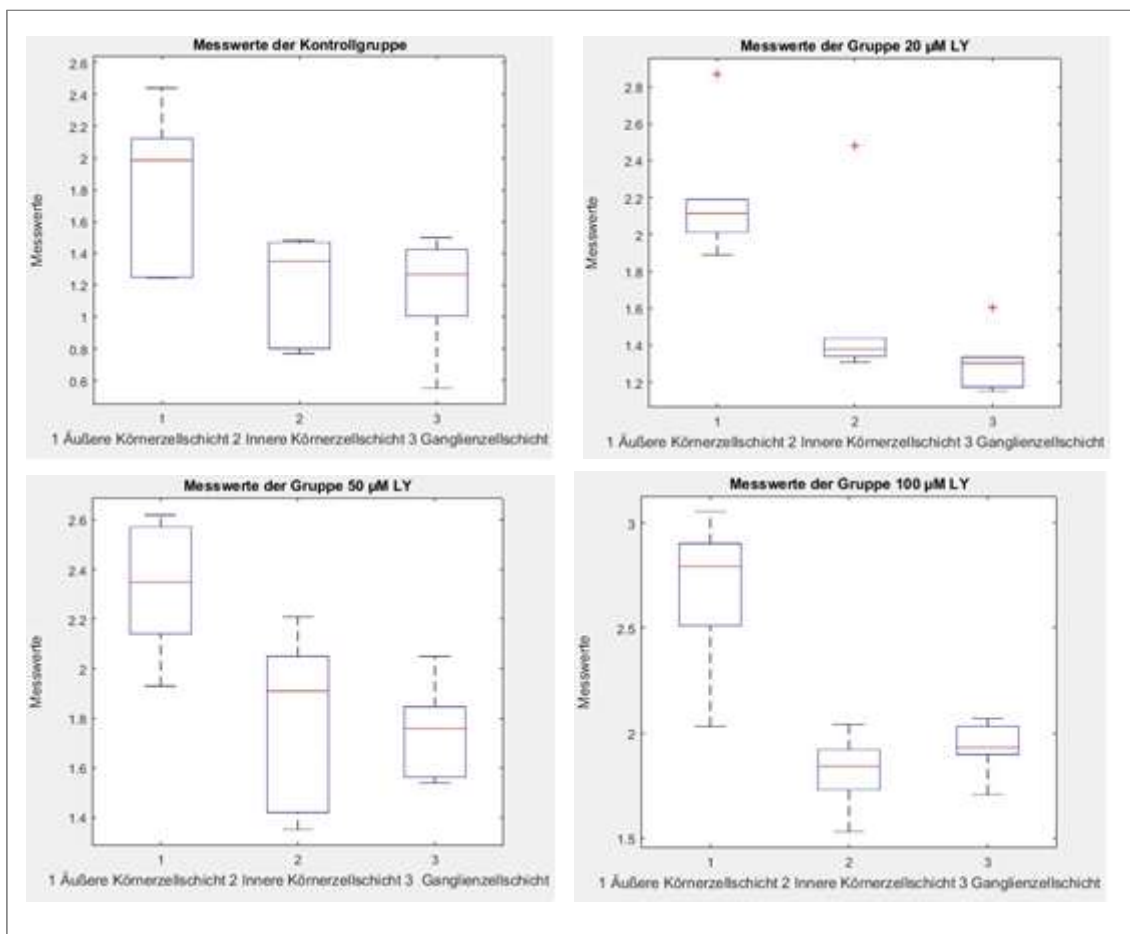 Messwerte der Kontrollgruppe
2.6
2.4
2.2
2
1.8
1.6
1.4
1.2
1
0.8
0.6
Messwerte
1 2 3
1 Äußere Körnerzellschicht 2 Innere Körnerzellschicht 3 Ganglienzellschicht
Messwerte der Gruppe 20 µM LY
2.8
2.6
2.4
2.2
2
1.8
1.6
1.4
1.2
Messwerte
1 2 3
1 Äußere Körnerzellschicht 2 Innere Körnerzellschicht 3 Ganglienzellschicht
Messwerte der Gruppe 50 µM LY
2.6
2.4
2.2
2
1.8
1.6
1.4
Messwerte
1 2 3
1 Äußere Körnerzellschicht 2 Innere Körnerzellschicht 3 Ganglienzellschicht
Messwerte der Gruppe 100 µM LY
3
2.5
2
1.5
Messwerte
1 2 3
1 Äußere Körnerzellschicht 2 Innere Körnerzellschicht 3 Ganglienzellschicht